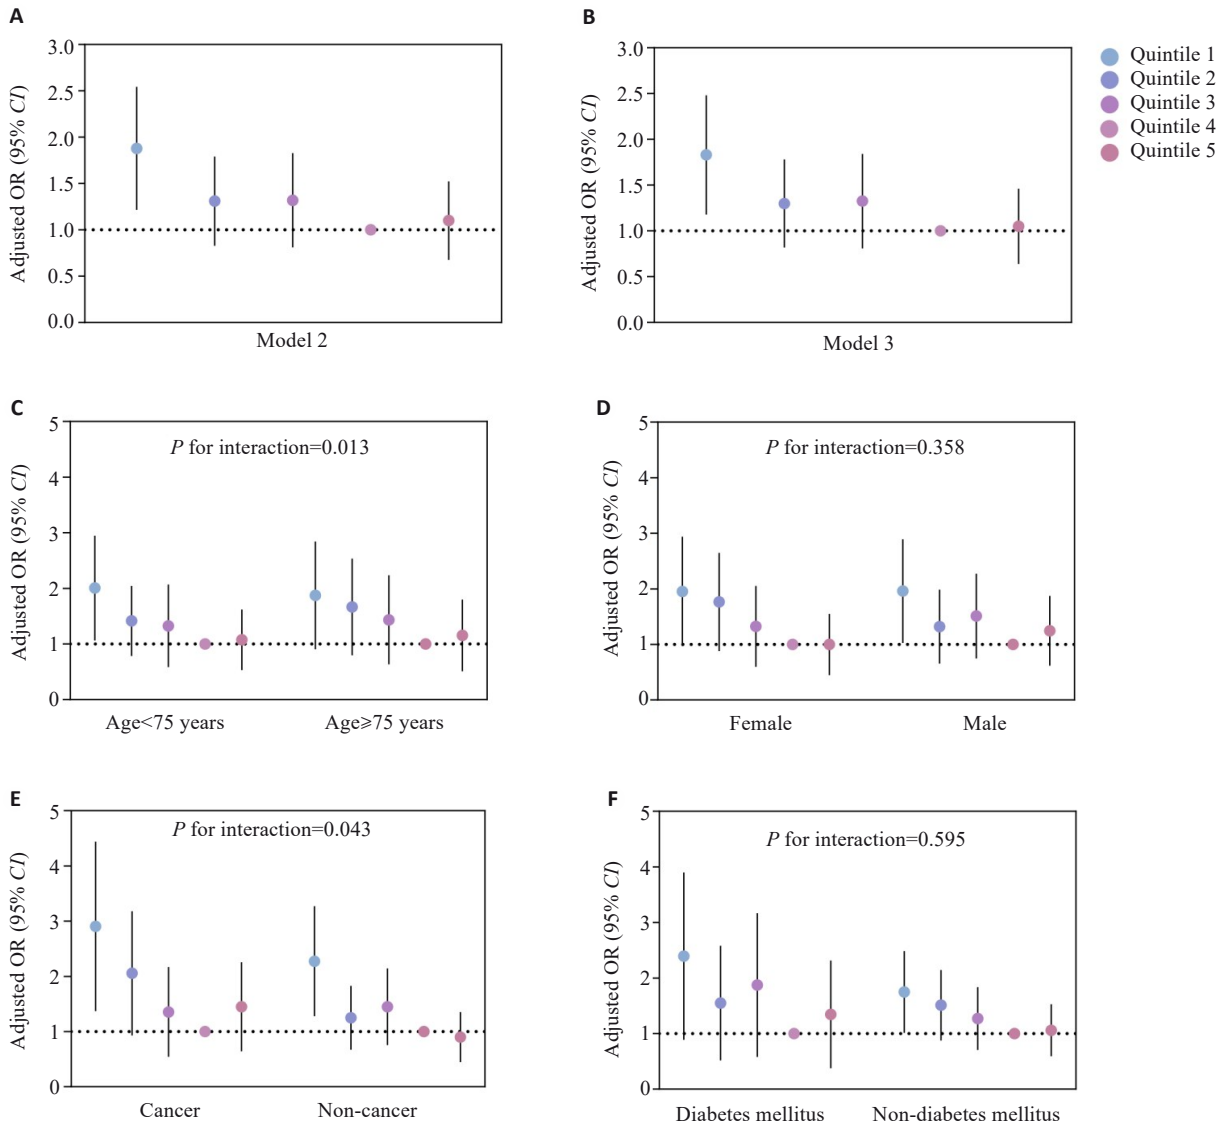 A
B
3.0
2.5
2.0
1.5
1.0
0.5
0.0
Adjusted OR (95% CI)
Model 2
3.0
2.5
2.0
1.5
1.0
0.5
0.0
Adjusted OR (95% CI)
Model 3
Quintile 1
Quintile 2
Quintile 3
Quintile 4
Quintile 5
C
P for interaction=0.013
5
4
3
2
1
0
Adjusted OR (95% CI)
Age<75 years
Age⩾75 years
D
P for interaction=0.358
5
4
3
2
1
0
Adjusted OR (95% CI)
Female
Male
E
P for interaction=0.043
5
4
3
2
1
0
Adjusted OR (95% CI)
Cancer
Non-cancer
F
P for interaction=0.595
5
4
3
2
1
0
Adjusted OR (95% CI)
Diabetes mellitus
Non-diabetes mellitus